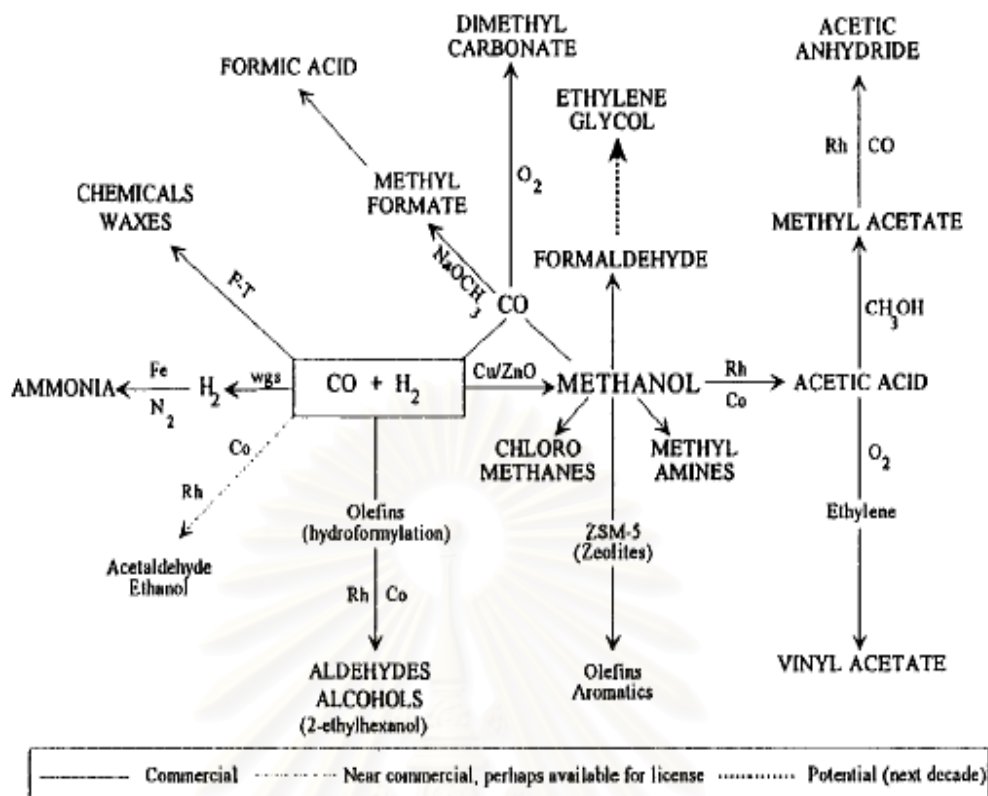 DIMETHYL
CARBONATE
ACETIC
ANHYDRIDE
FORMIC ACID
ETHYLENE
GLYCOL
Rh CO
O2
CHEMICALS
WAXES
METHYL
FORMATE
METHYL ACETATE
FORMALDEHYDE
NaOCH3
F-T
CO
CH3OH
AMMONIA
Fe
N2
H2
wgs
CO + H2
Cu/ZnO
METHANOL
Rh
Co
ACETIC ACID
Co
Rh
CHLORO
METHANES
METHYL
AMINES
O2
Ethylene
Olefins
(hydroformylation)
ZSM-5
(Zeolites)
Acetaldehyde
Ethanol
Rh Co
ALDEHYDES
ALCOHOLS
(2-ethylhexanol)
Olefins
Aromatics
VINYL ACETATE
Commercial
Near commercial, perhaps available for license
Potential (next decade)